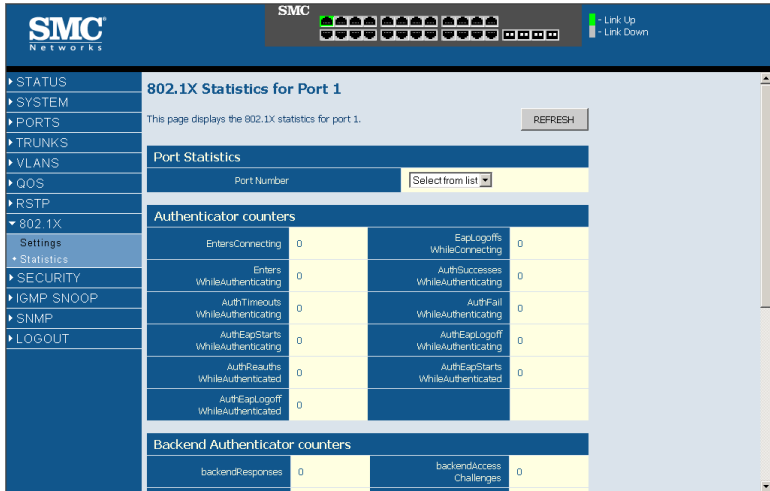 SMC
Networks
SMC
- Link Up
- Link Down
STATUS
SYSTEM
PORTS
TRUNKS
VLANS
QOS
RSTP
802.1X
Settings
Statistics
SECURITY
IGMP SNOOP
SNMP
LOGOUT
802.1X Statistics for Port 1
This page displays the 802.1X statistics for port 1.
REFRESH
Port Statistics
Port Number
Select from list
Authenticator counters
EntersConnecting 0
EapLogoffs
WhileConnecting 0
Enters
WhileAuthenticating 0
AuthSuccesses
WhileAuthenticating 0
AuthTimeouts
WhileAuthenticating 0
AuthFail
WhileAuthenticating 0
AuthEapStarts
WhileAuthenticating 0
AuthEapLogoff
WhileAuthenticating 0
AuthReauths
WhileAuthenticated 0
AuthEapStarts
WhileAuthenticated 0
AuthEapLogoff
WhileAuthenticated 0
Backend Authenticator counters
backendResponses 0
backendAccess
Challenges 0